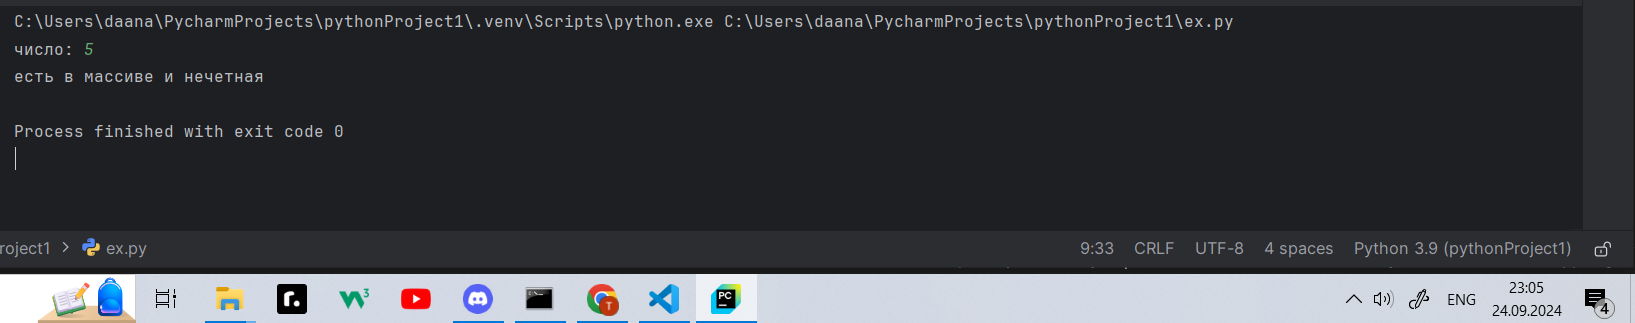 C:\Users\daana\PycharmProjects\pythonProject1\.venv\Scripts\python.exe C:\Users\daana\PycharmProjects\pythonProject1\ex.py
число: 5
есть в массиве и нечетная
Process finished with exit code 0
roject1 > ex.py 9:33 CRLF UTF-8 4 spaces Python 3.9 (pythonProject1)
r. W3 T PC ENG 23:05
24.09.2024 4